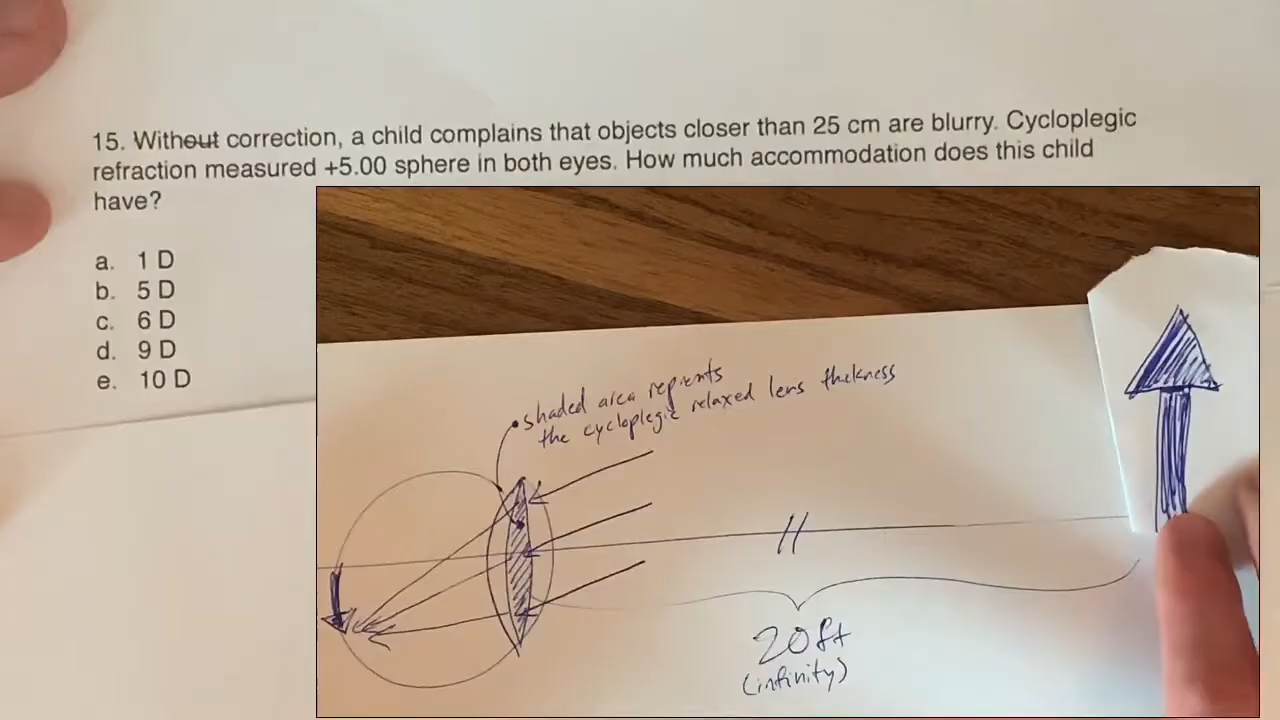 15. Without correction, a child complains that objects closer than 25 cm are blurry. Cycloplegic
refraction measured +5.00 sphere in both eyes. How much accommodation does this child
have?
a. 1 D
b. 5 D
c. 6 D
d. 9 D
e. 10 D
shaded area reprents
the cycloplegic relaxed lens thickness
20ft
(infinity)